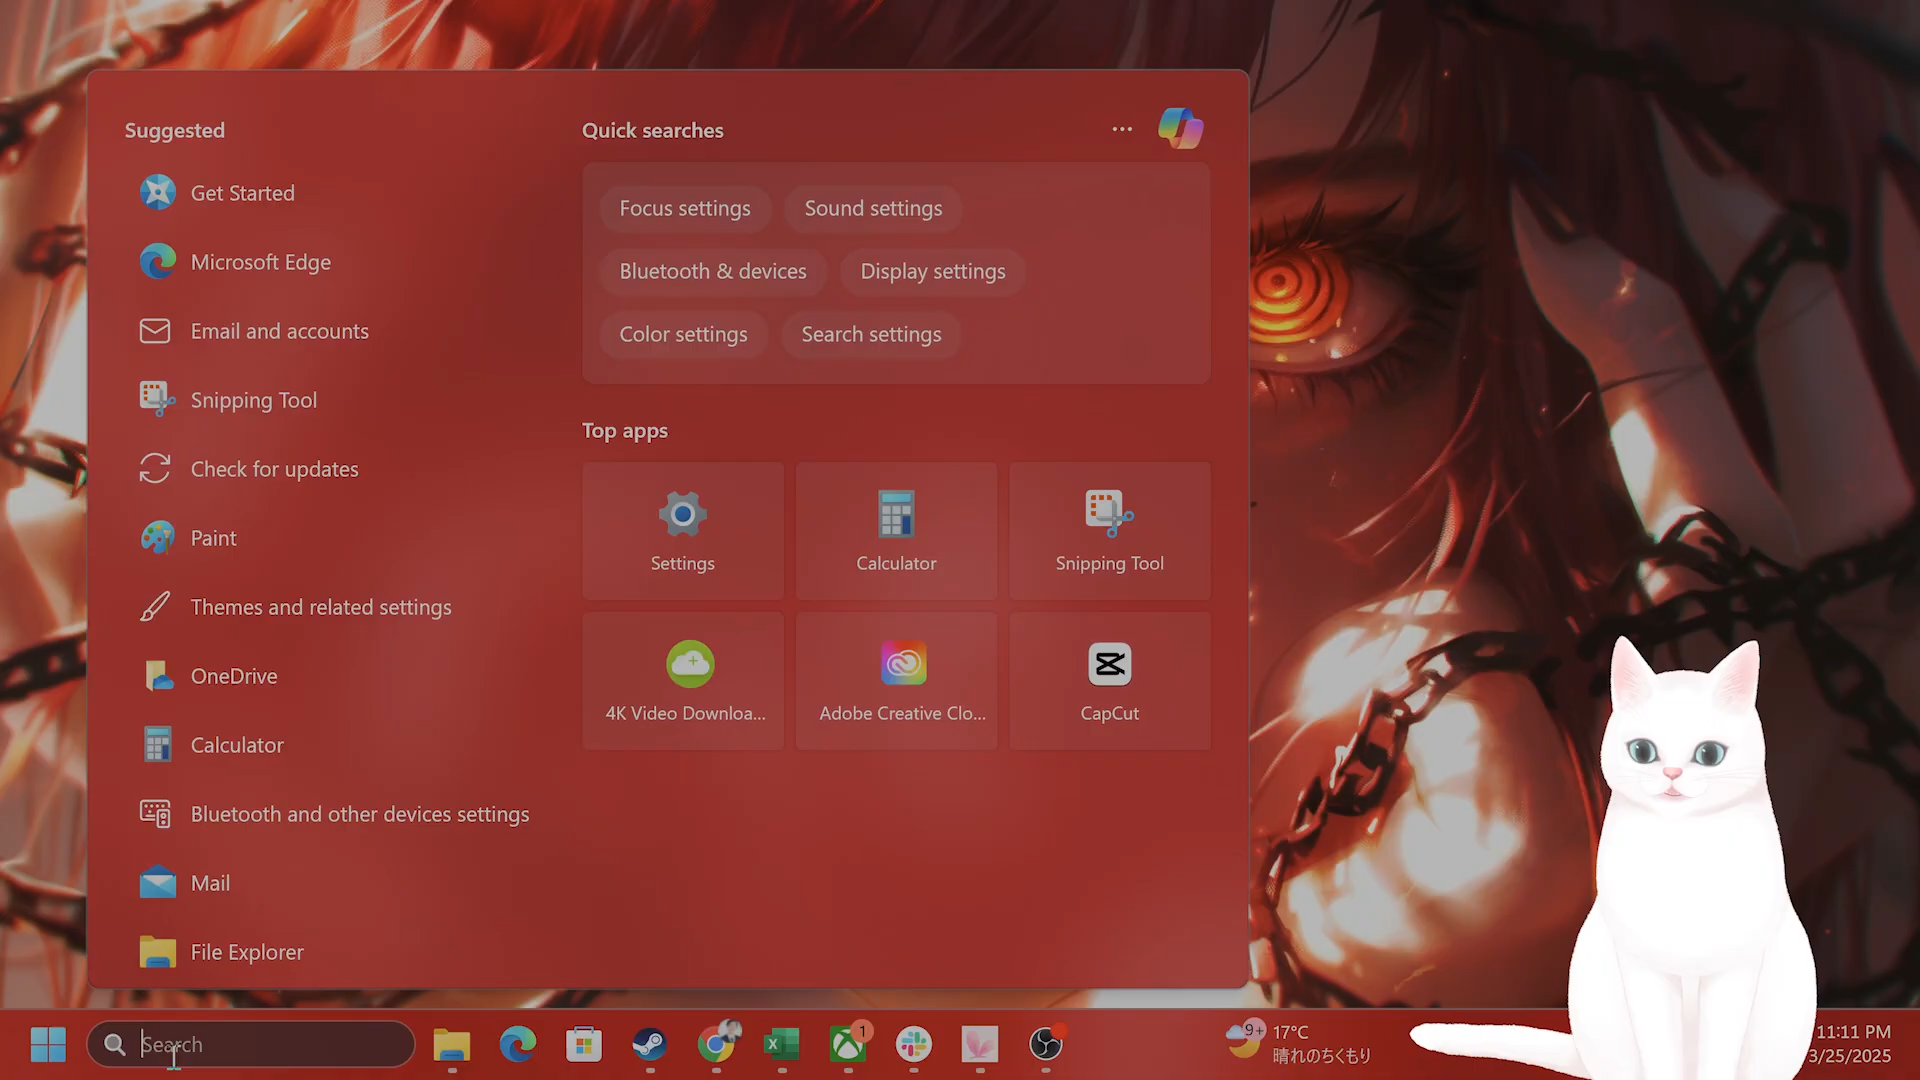 Suggested
Get Started
Microsoft Edge
Email and accounts
Snipping Tool
Check for updates
Paint
Themes and related settings
OneDrive
Calculator
Bluetooth and other devices settings
Mail
File Explorer
Quick searches
Focus settings
Sound settings
Bluetooth & devices
Display settings
Color settings
Search settings
Top apps
Settings
Calculator
Snipping Tool
4K Video Downloa...
Adobe Creative Clo...
CapCut
Search
1
9+
17°C
晴れのちくもり
11:11 PM
3/25/2025